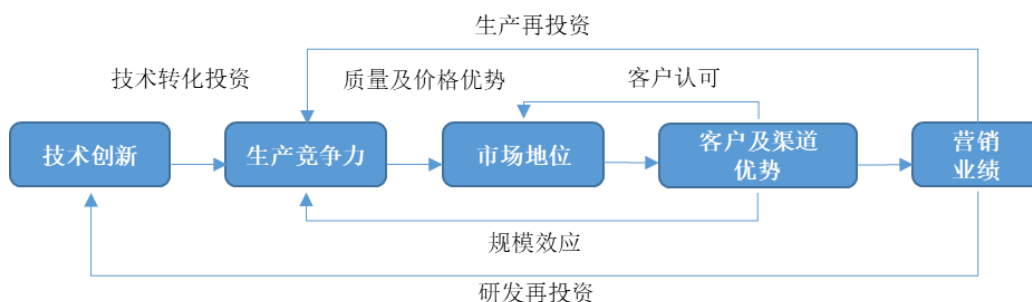 生产再投资
技术转化投资
质量及价格优势
客户认可
技术创新
生产竞争力
市场地位
客户及渠道
优势
营销
业绩
规模效应
研发再投资